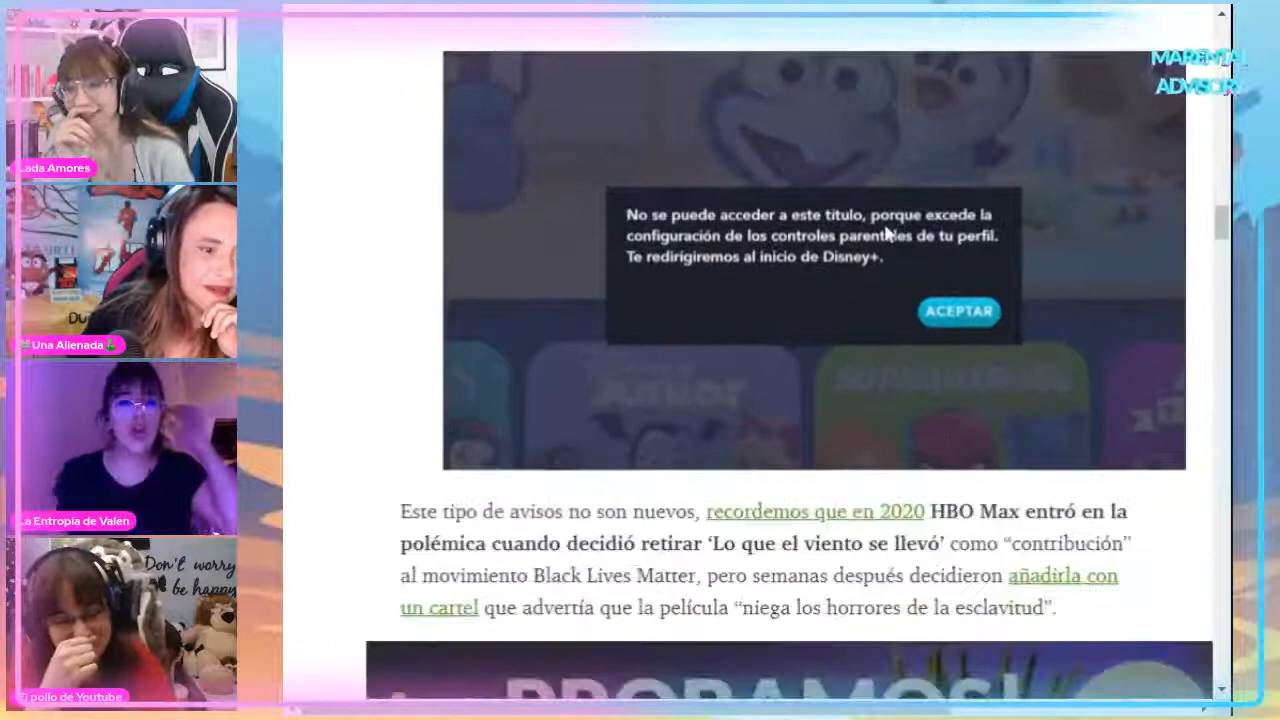 MARENTAL
ADVISORY
No se puede acceder a este título, porque excede la
configuración de los controles parentales de tu perfil.
Te redirigiremos al inicio de Disney+.
ACEPTAR
JUNIOR
Este tipo de avisos no son nuevos, recordemos que en 2020 HBO Max entró en la
polémica cuando decidió retirar ‘Lo que el viento se llevó’ como “contribución”
al movimiento Black Lives Matter, pero semanas después decidieron añadirla con
un cartel que advertía que la película “niega los horrores de la esclavitud”.
PROBAMOS!
Lada Amores
Una Alienada
La Entropía de Valen
Don't worry
be happy
El pollo de Youtube